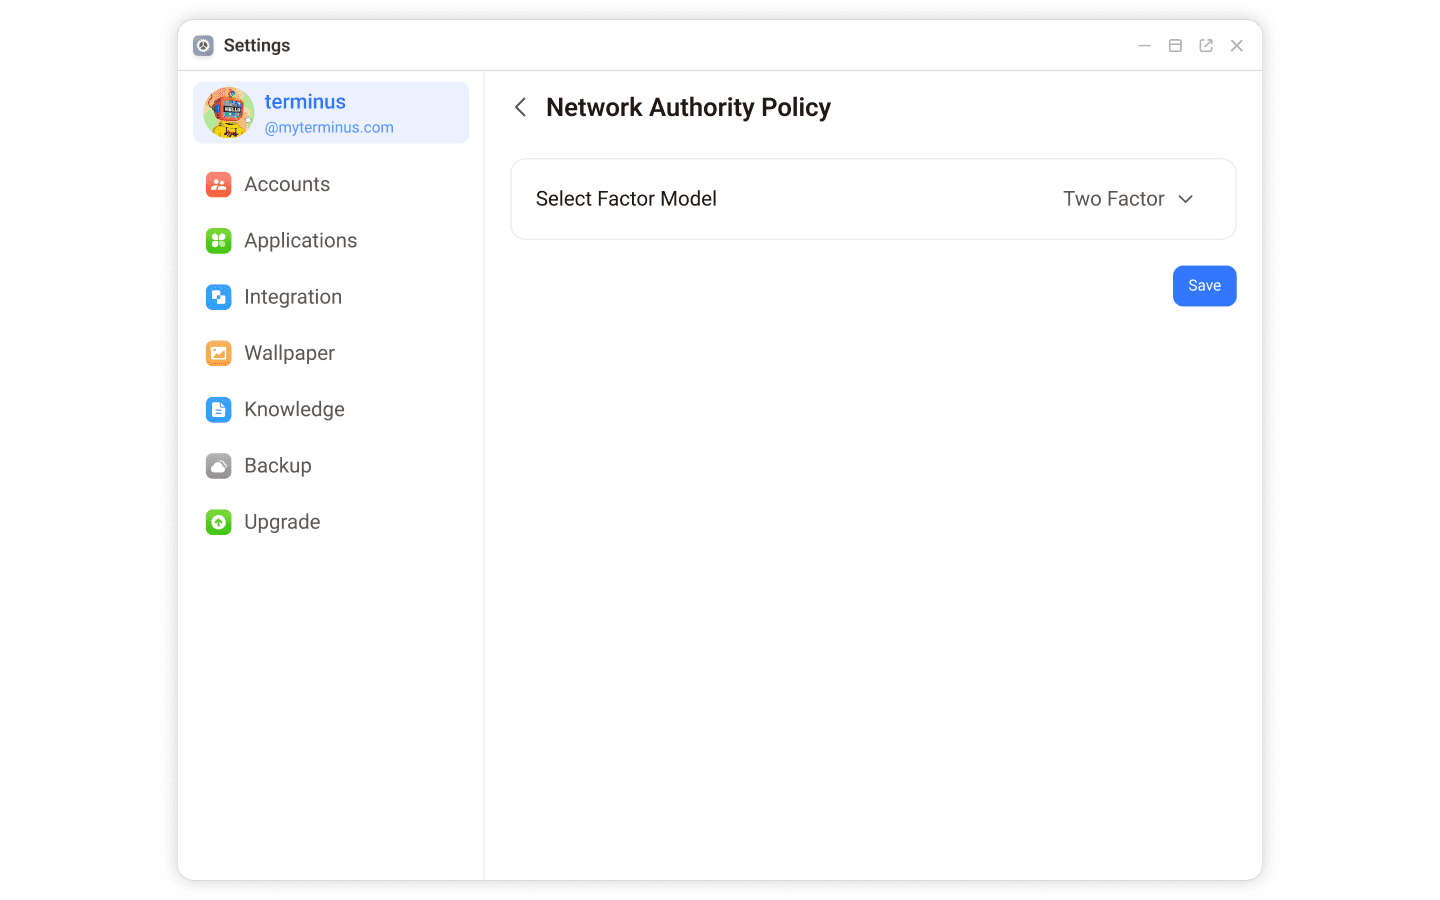 Settings
terminus
@myterminus.com
Accounts
Applications
Integration
Wallpaper
Knowledge
Backup
Upgrade
Network Authority Policy
Select Factor Model
Two Factor
Save
HELLO